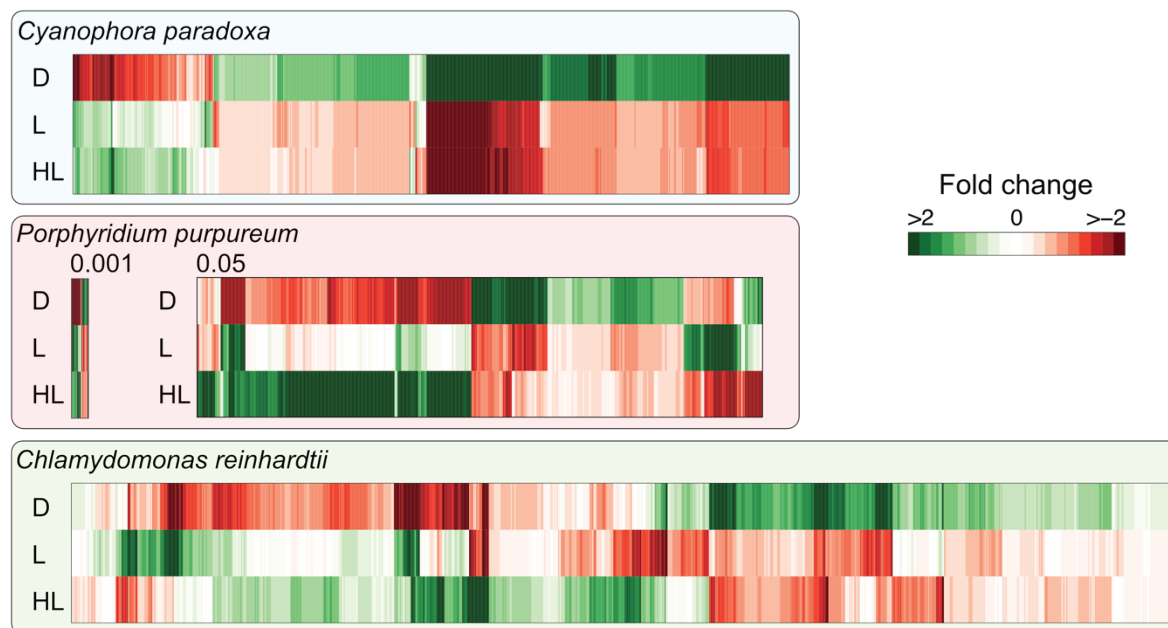 Cyanophora paradoxa
D
L
HL
Fold change
>2 0 >−2
Porphyridium purpureum
0.001 0.05
D D
L L
HL HL
Chlamydomonas reinhardtii
D
L
HL